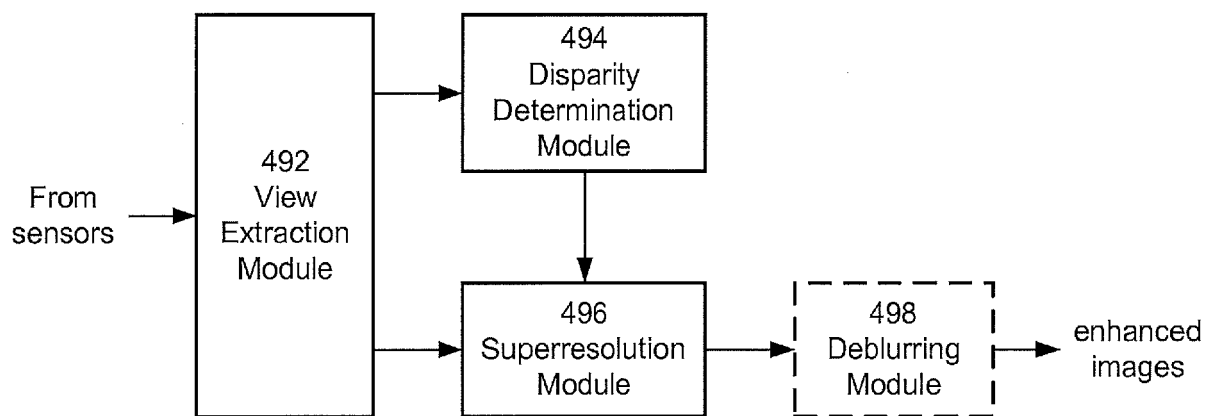 From
sensors
492
View
Extraction
Module
494
Disparity
Determination
Module
496
Superresolution
Module
498
Deblurring
Module
enhanced
images